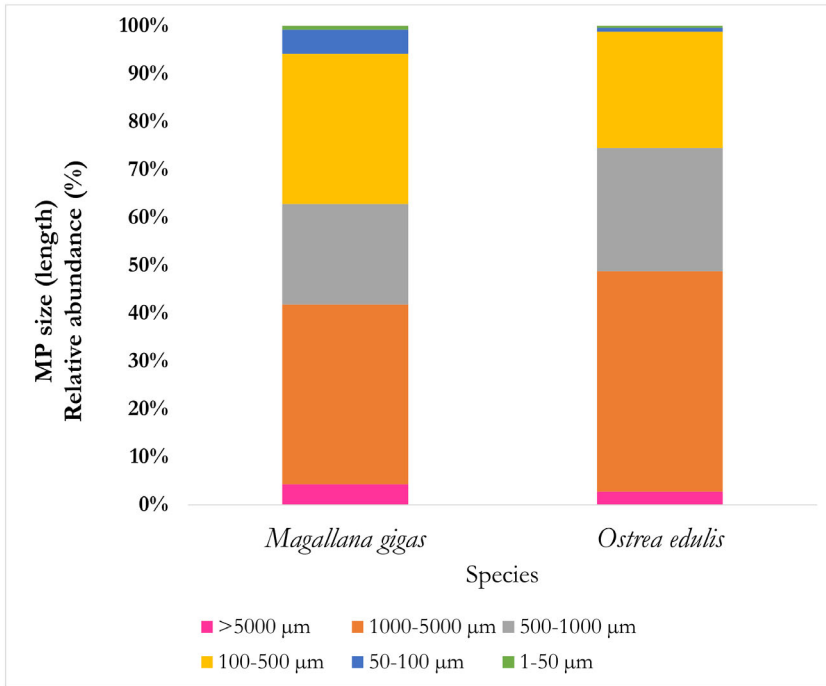 MP size (length)
Relative abundance (%)
100%
90%
80%
70%
60%
50%
40%
30%
20%
10%
0%
Magallana gigas
Ostrea edulis
Species
>5000 µm
1000-5000 µm
500-1000 µm
100-500 µm
50-100 µm
1-50 µm